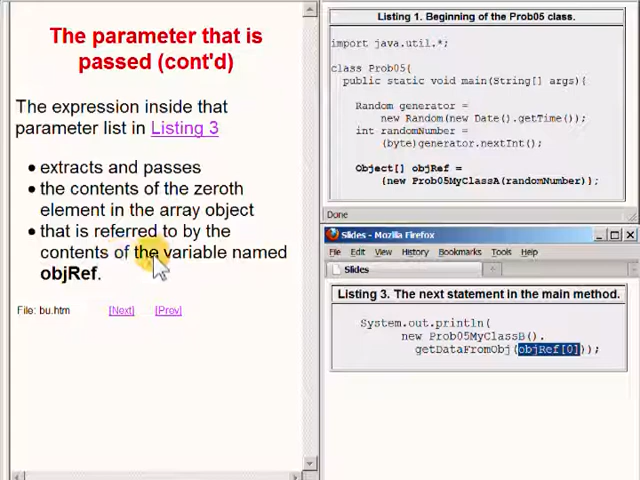 The parameter that is
passed (cont'd)
The expression inside that
parameter list in Listing 3
• extracts and passes
• the contents of the zeroth
element in the array object
• that is referred to by the
contents of the variable named
objRef.
File: bu.htm [Next] [Prev]
Listing 1. Beginning of the Prob05 class.
import java.util.*;
class Prob05{
public static void main(String[] args){
Random generator =
new Random(new Date().getTime());
int randomNumber =
(byte)generator.nextInt();
Object[] objRef =
{new Prob05MyClassA(randomNumber)};
Done
Slides - Mozilla Firefox
File Edit View History Bookmarks Tools Help
Slides
Listing 3. The next statement in the main method.
System.out.println(
new Prob05MyClassB().
getDataFromObj(objRef[0]));